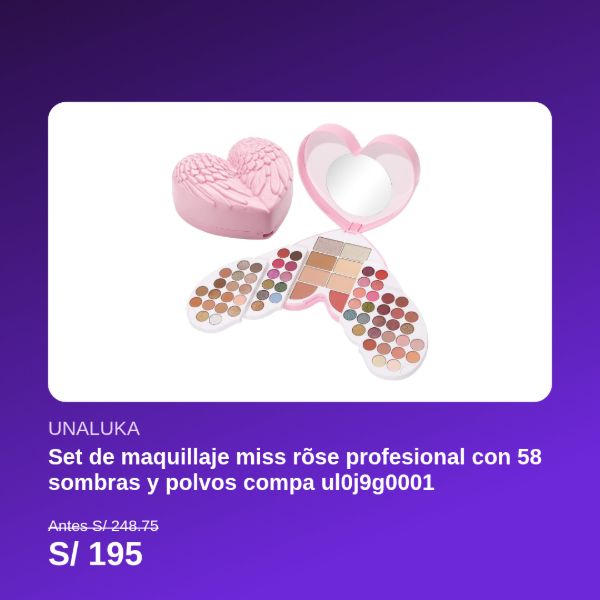 UNALUKA
Set de maquillaje miss rõse profesional con 58
sombras y polvos compa ul0j9g0001
Antes S/ 248.75
S/ 195